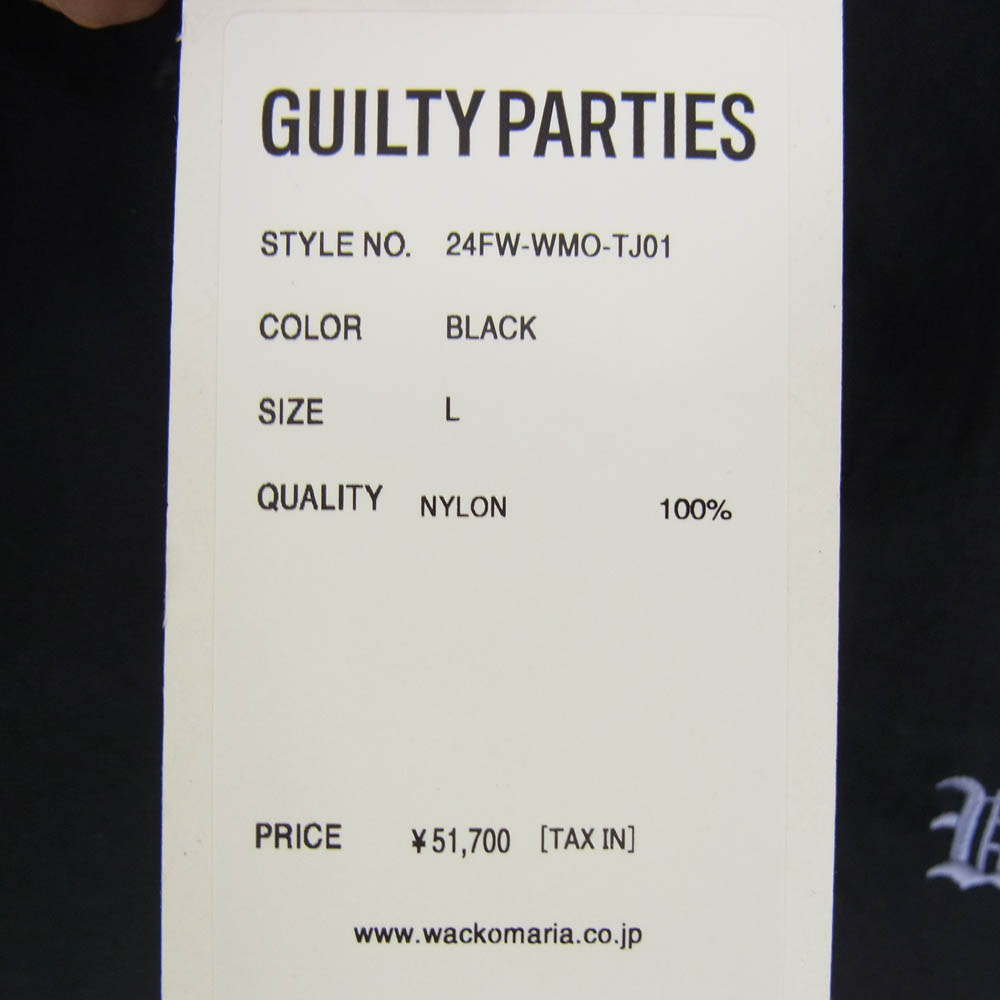 GUILTY PARTIES
STYLE NO. 24FW-WMO-TJ01
COLOR BLACK
SIZE L
QUALITY NYLON 100%
PRICE ¥51,700 [TAX IN]
www.wackomaria.co.jp